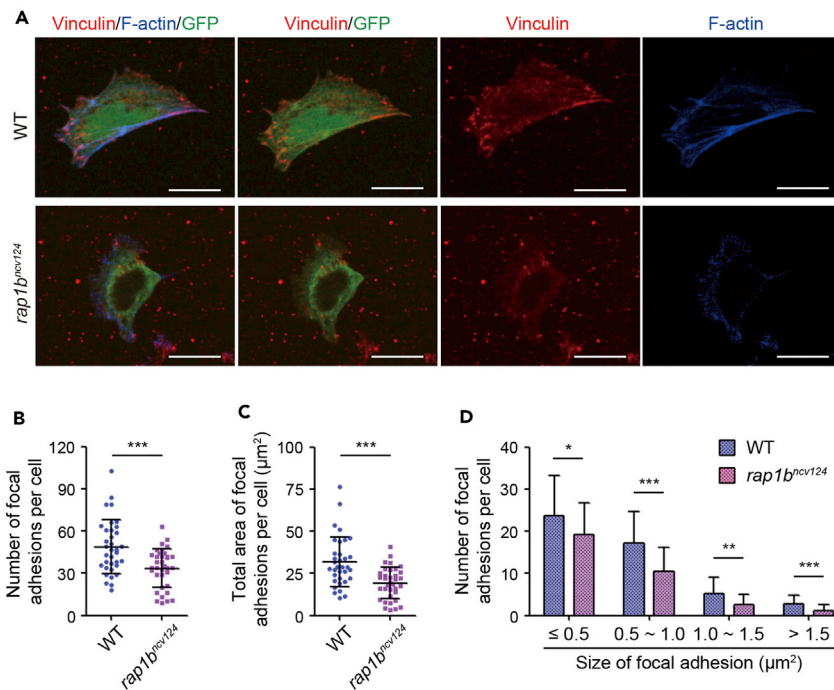 A
Vinculin/F-actin/GFP
Vinculin/GFP
Vinculin
F-actin
WT
rap1bⁿᶜᵛ¹²⁴
B
Number of focal
adhesions per cell
120
90
60
30
0
***
WT
rap1bⁿᶜᵛ¹²⁴
C
Total area of focal
adhesions per cell (µm²)
100
75
50
25
0
***
WT
rap1bⁿᶜᵛ¹²⁴
D
Number of focal
adhesions per cell
40
30
20
10
0
*
***
**
***
WT
rap1bⁿᶜᵛ¹²⁴
≤ 0.5
0.5 ~ 1.0
1.0 ~ 1.5
> 1.5
Size of focal adhesion (µm²)